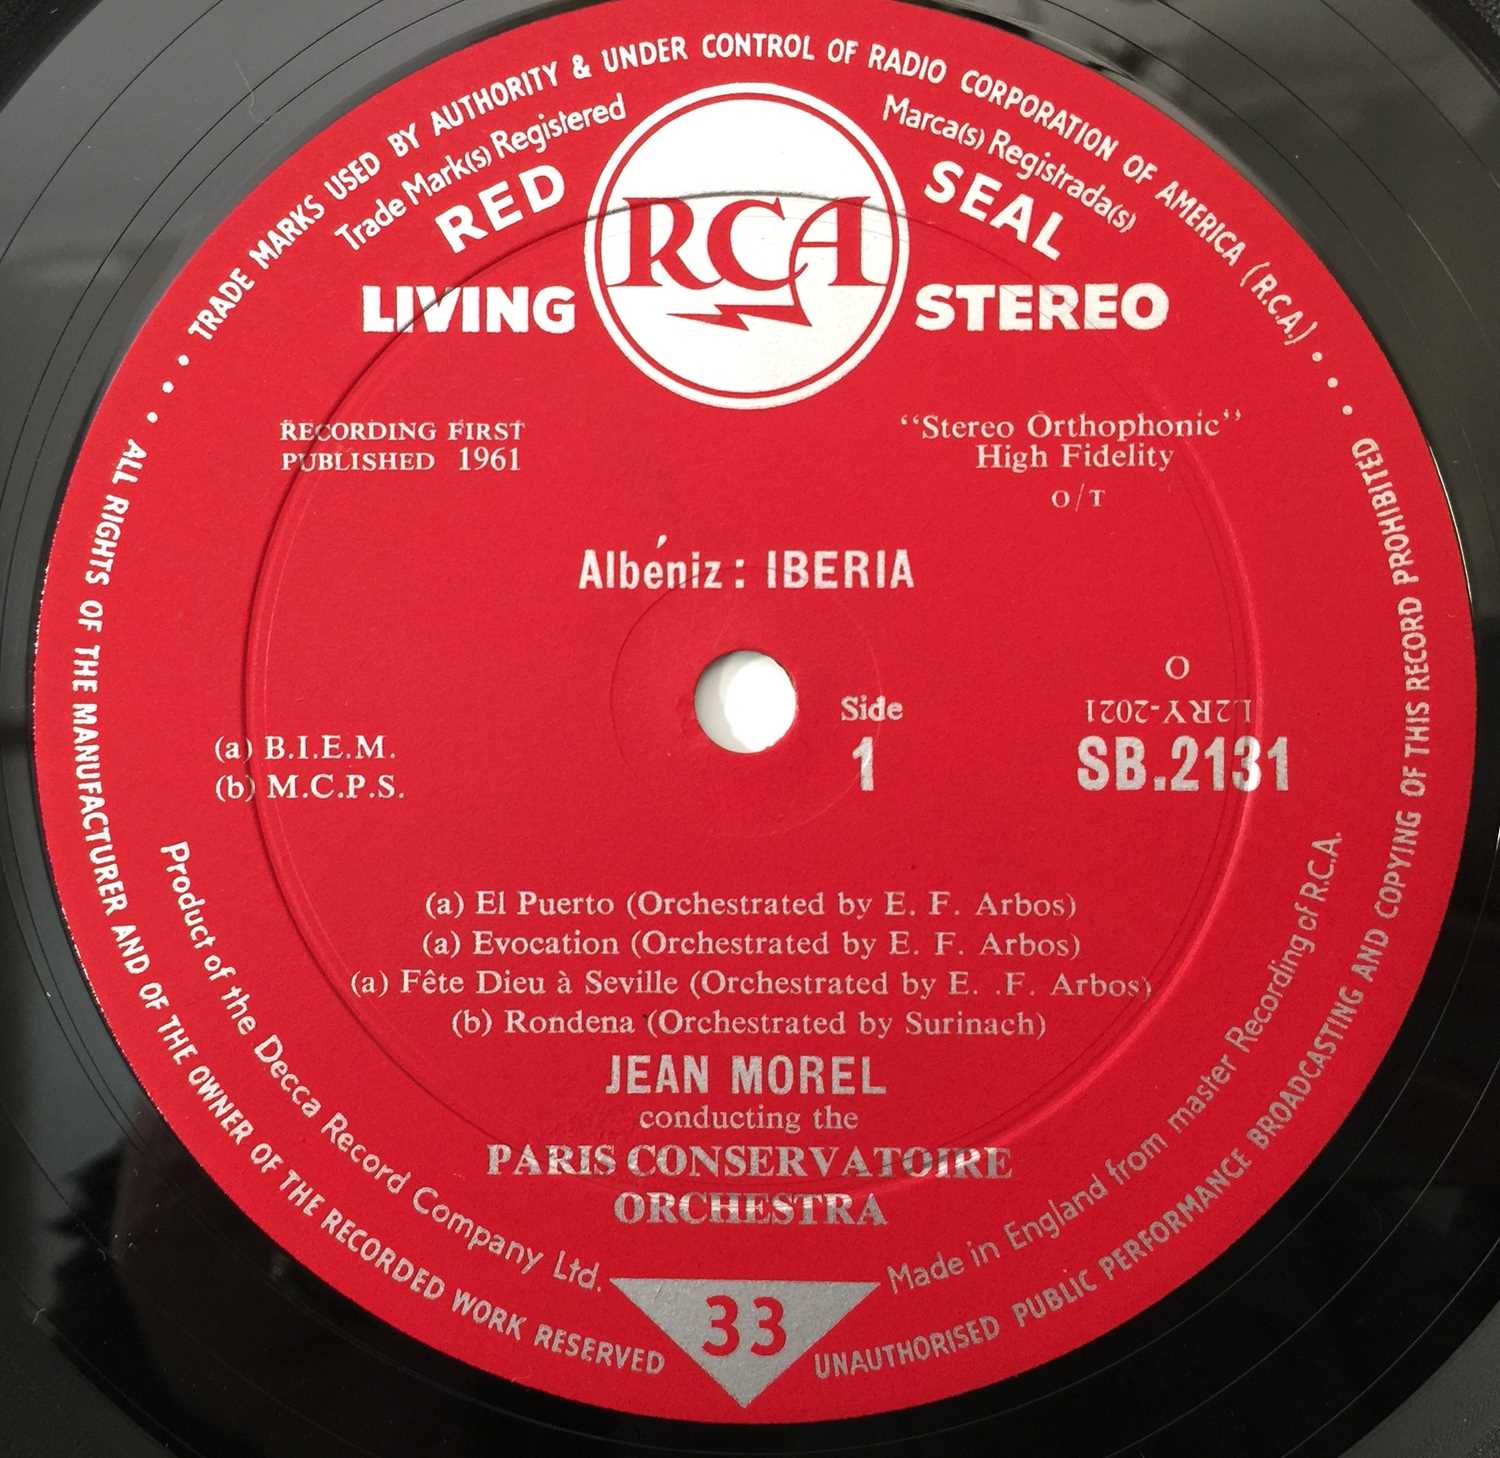 TRADE MARKS USED BY AUTHORITY & UNDER CONTROL OF RADIO CORPORATION OF AMERICA (R.C.A.)
Trade Mark(s) Registered
Marca(s) Registrada(s)
RED SEAL
RCA
LIVING STEREO
RECORDING FIRST
PUBLISHED 1961
“Stereo Orthophonic”
High Fidelity
O/T
Albéniz: IBERIA
O
L2RY-2021
SB.2131
Side
1
(a) B.I.E.M.
(b) M.C.P.S.
(a) El Puerto (Orchestrated by E. F. Arbos)
(a) Evocation (Orchestrated by E. F. Arbos)
(a) Fête Dieu à Seville (Orchestrated by E. .F. Arbos)
(b) Rondena (Orchestrated by Surinach)
JEAN MOREL
conducting the
PARIS CONSERVATOIRE
ORCHESTRA
Product of the Decca Record Company Ltd.
Made in England from master Recording of R.C.A.
33
ALL RIGHTS OF THE MANUFACTURER AND OF THE OWNER OF THE RECORDED WORK RESERVED
UNAUTHORISED PUBLIC PERFORMANCE BROADCASTING AND COPYING OF THIS RECORD PROHIBITED